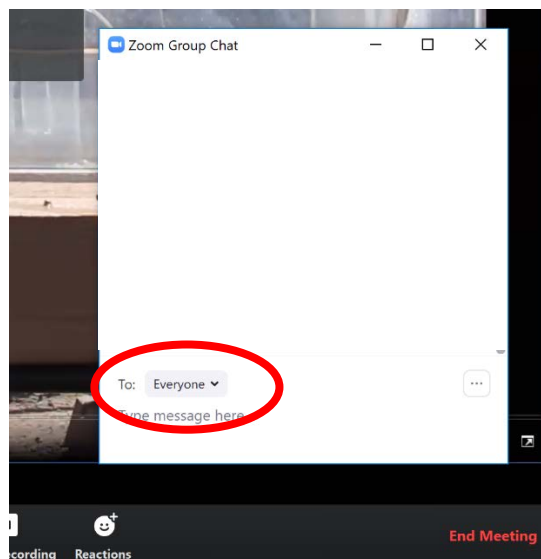 Zoom Group Chat
To: Everyone
...
Type message here
Reactions
End Meeting